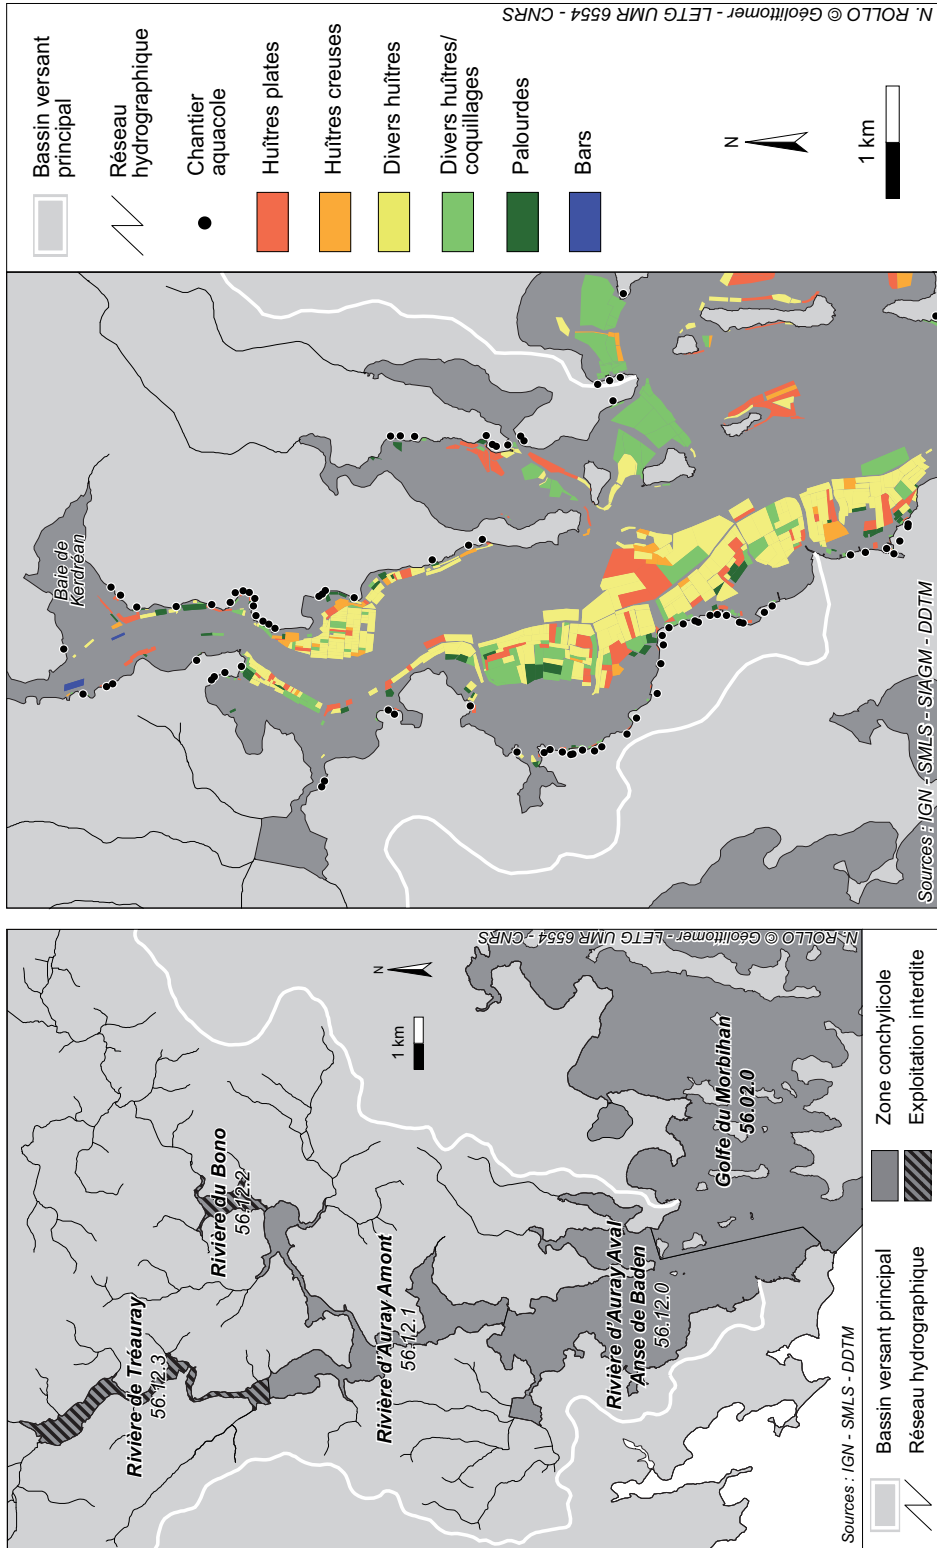 N. ROLLO © Géolittomer - LETG UMR 6554 - CNRS
Bassin versant
principal
Réseau
hydrographique
Chantier
aquacole
Huîtres plates
Huîtres creuses
Divers huîtres
Divers huîtres/
coquillages
Palourdes
Bars
N
1 km
Baie de
Kerdréan
Sources : IGN - SMLS - SIAGM - DDTM
N. ROLLO © Géolittomer - LETG UMR 6554 - CNRS
N
1 km
Rivière de Tréauray
56.12.3
Rivière du Bono
56.12.2
Rivière d'Auray Amont
56.12.1
Rivière d'Auray Aval
Anse de Baden
56.12.0
Golfe du Morbihan
56.02.0
Sources : IGN - SMLS - DDTM
Bassin versant principal
Réseau hydrographique
Zone conchylicole
Exploitation interdite